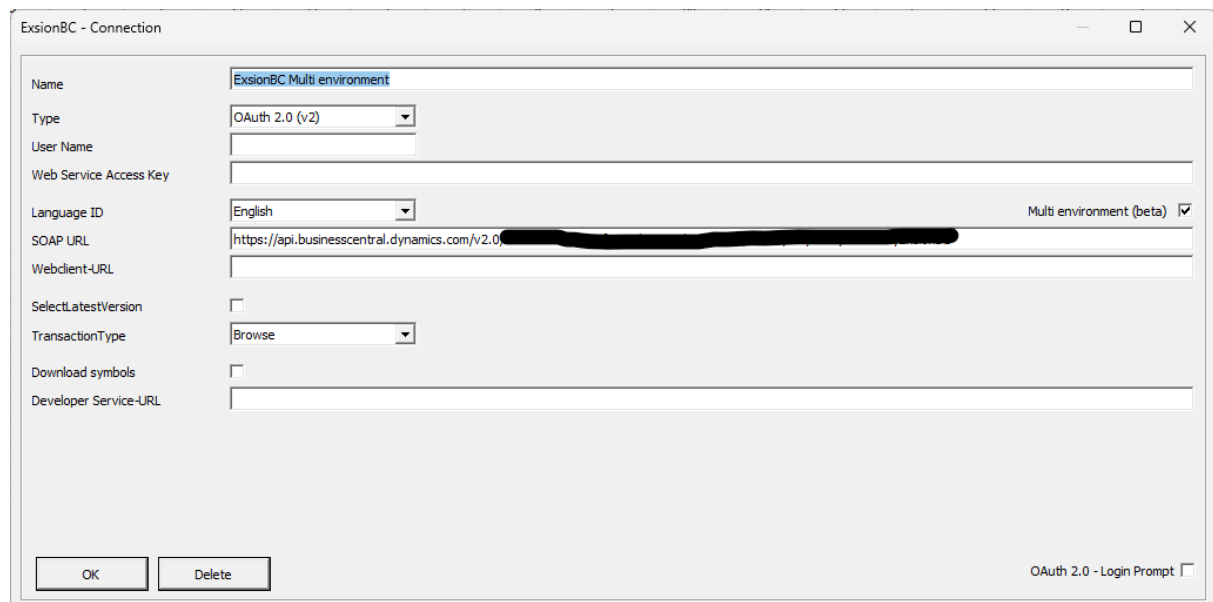 ExsionBC - Connection
Name ExsionBC Multi environment
Type OAuth 2.0 (v2)
User Name
Web Service Access Key
Language ID English Multi environment (beta)
SOAP URL https://api.businesscentral.dynamics.com/v2.0
Webclient-URL
SelectLatestVersion
TransactionType Browse
Download symbols
Developer Service-URL
OK Delete OAuth 2.0 - Login Prompt